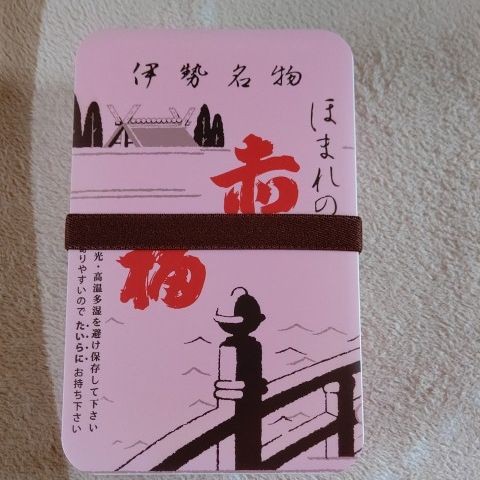 伊勢名物
ほまれの
赤福
光・高温多湿を避け保存して下さい
りやすいので たいらに お持ち下さい